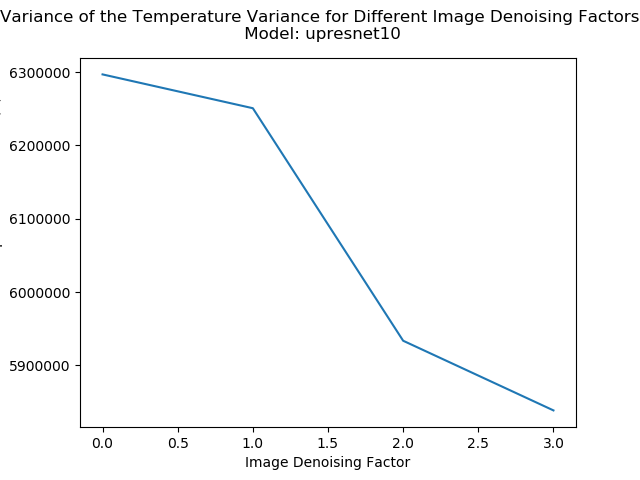 Variance of the Temperature Variance for Different Image Denoising Factors
Model: upresnet10
6300000
6200000
6100000
6000000
5900000
0.0 0.5 1.0 1.5 2.0 2.5 3.0
Image Denoising Factor